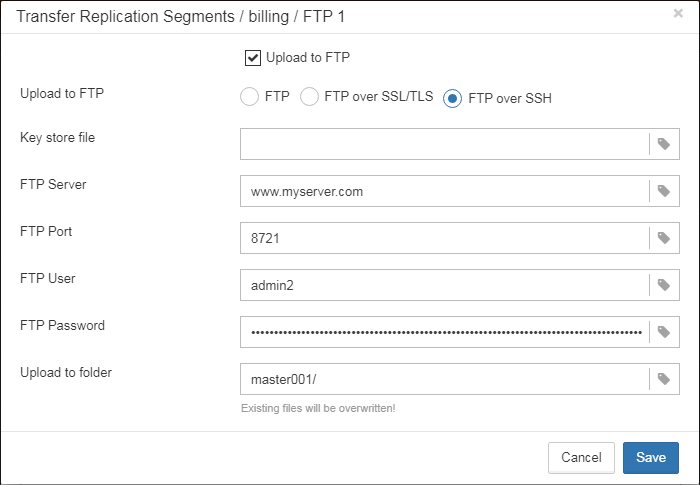 Transfer Replication Segments / billing / FTP 1 ×
Upload to FTP
Upload to FTP FTP FTP over SSL/TLS FTP over SSH
Key store file
FTP Server www.myserver.com
FTP Port 8721
FTP User admin2
FTP Password
Upload to folder master001/
Existing files will be overwritten!
Cancel Save